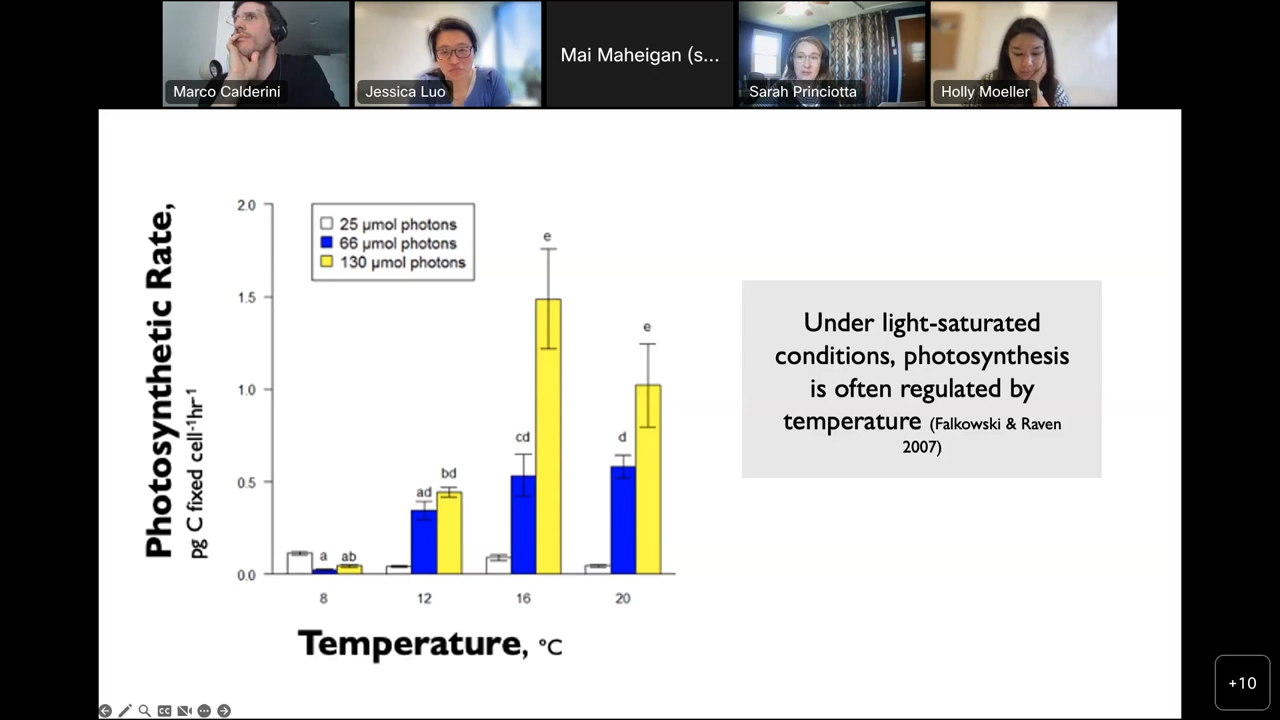 Marco Calderini
Jessica Luo
Mai Maheigan (s...
Sarah Princiotta
Holly Moeller
Photosynthetic Rate,
pg C fixed cell⁻¹hr⁻¹
2.0
1.5
1.0
0.5
0.0
25 µmol photons
66 µmol photons
130 µmol photons
a
ab
ad
bd
cd
e
d
e
8
12
16
20
Temperature, °C
Under light-saturated
conditions, photosynthesis
is often regulated by
temperature (Falkowski & Raven
2007)
CC
+10